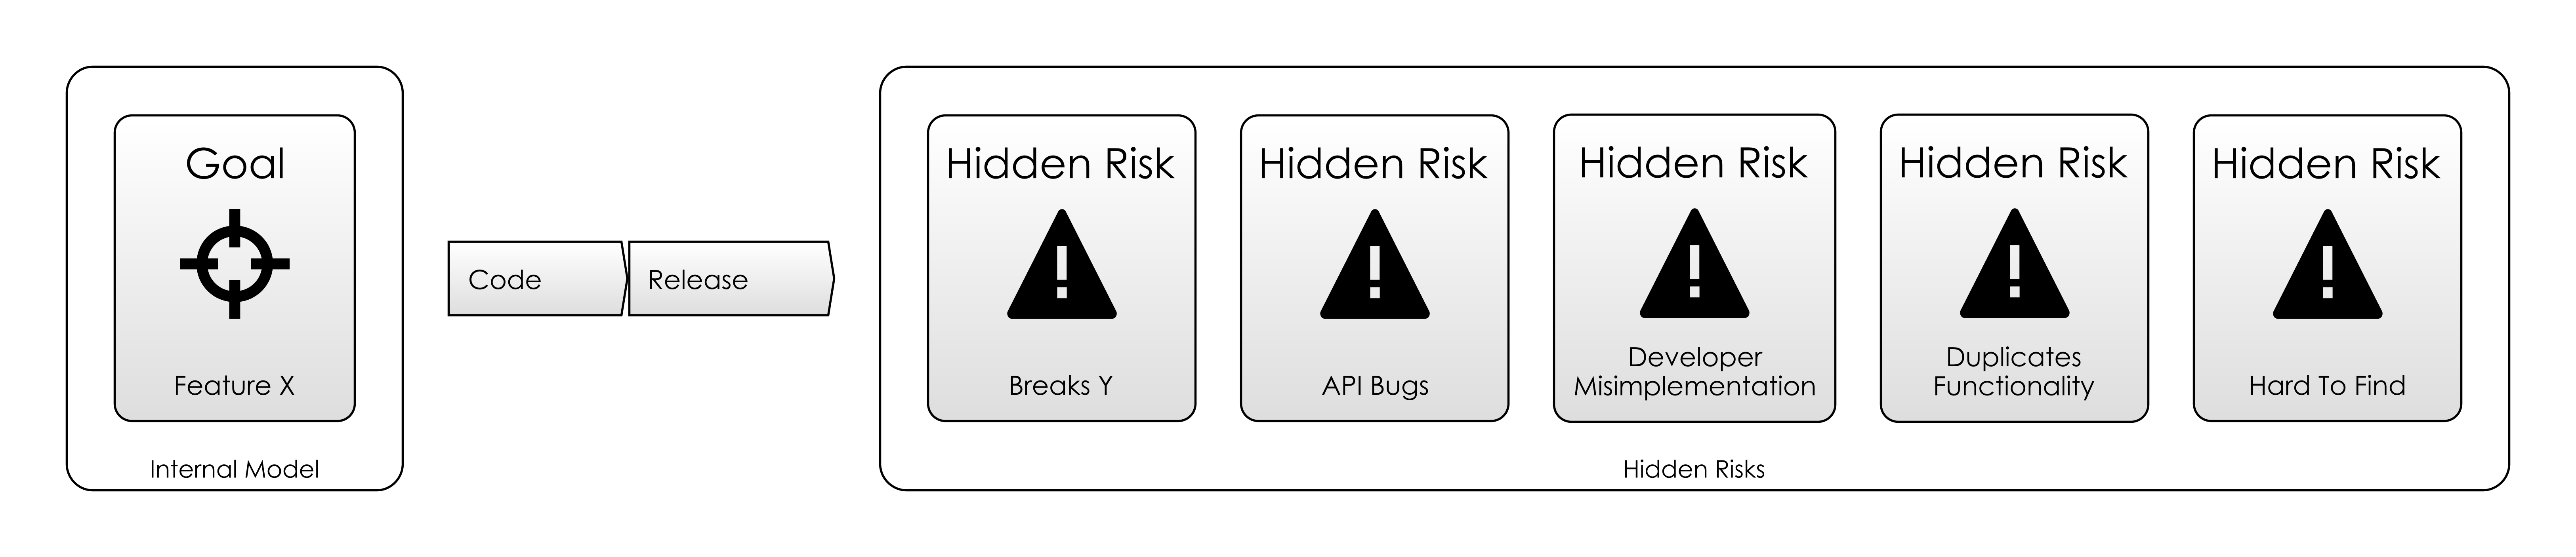 Goal
Feature X
Internal Model
Code
Release
Hidden Risk
Breaks Y
Hidden Risk
API Bugs
Hidden Risk
Developer
Misimplementation
Hidden Risk
Duplicates
Functionality
Hidden Risk
Hard To Find
Hidden Risks